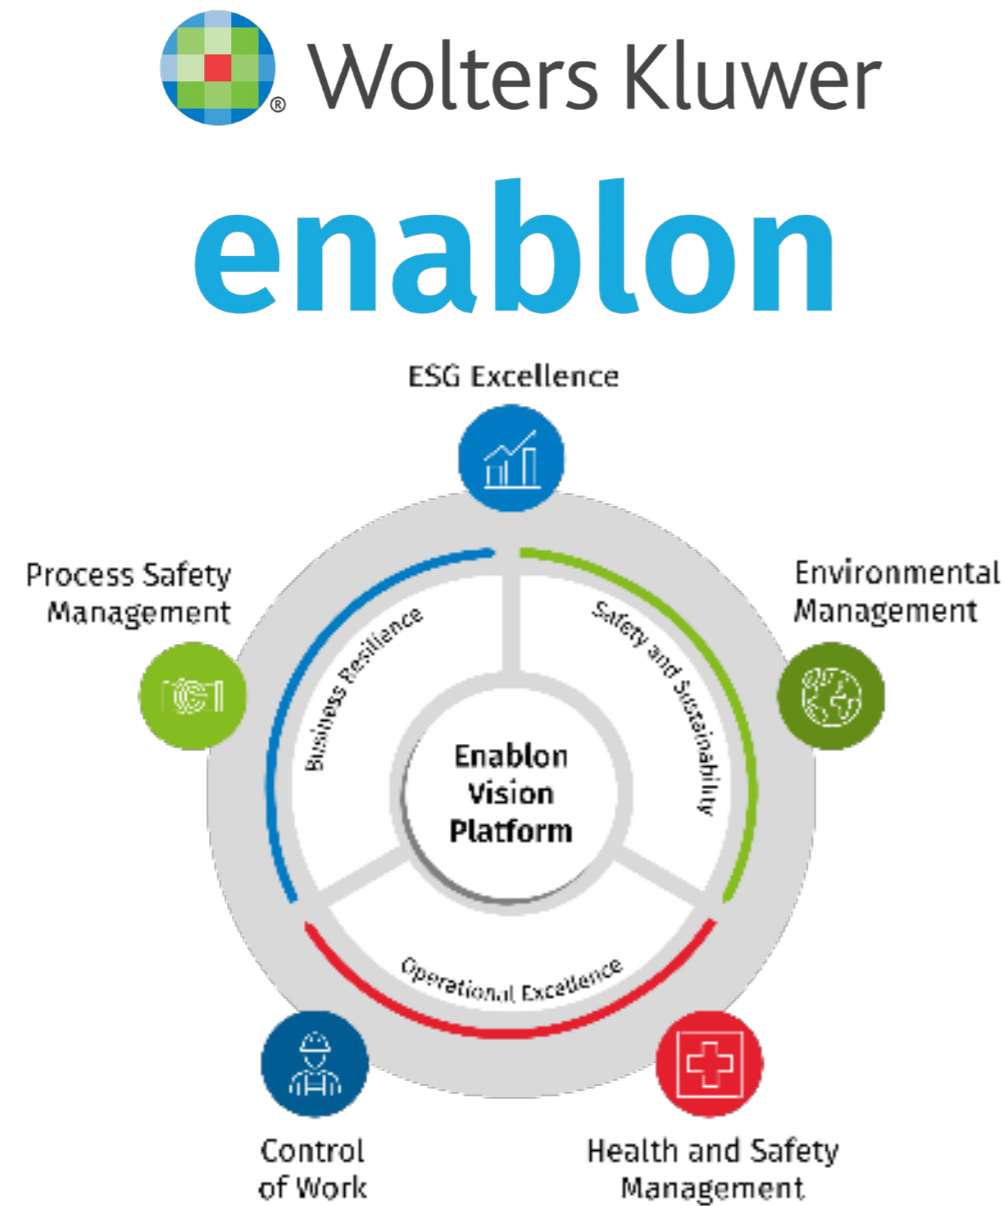 ® Wolters Kluwer
enablon
ESG Excellence
Process Safety
Management
Environmental
Management
Business Resilience
Safety and Sustainability
Enablon
Vision
Platform
Operational Excellence
Control
of Work
Health and Safety
Management